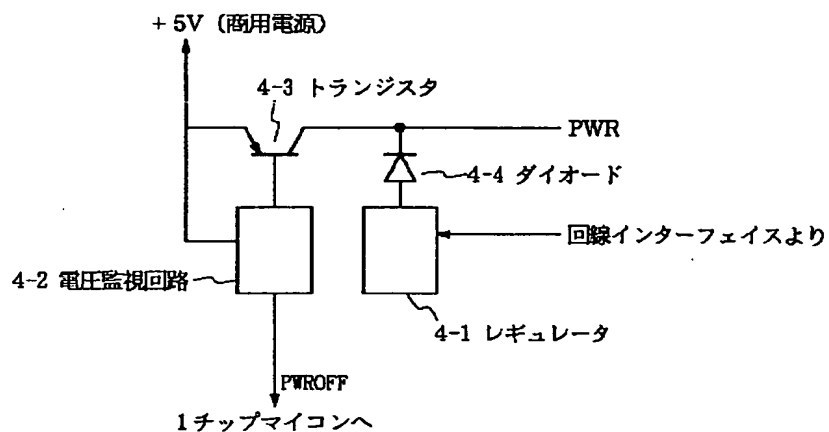 +5V (商用電源)
4-3 トランジスタ
PWR
4-4 ダイオード
回線インターフェイスより
4-2 電圧監視回路
4-1 レギュレータ
PWROFF
1チップマイコンへ